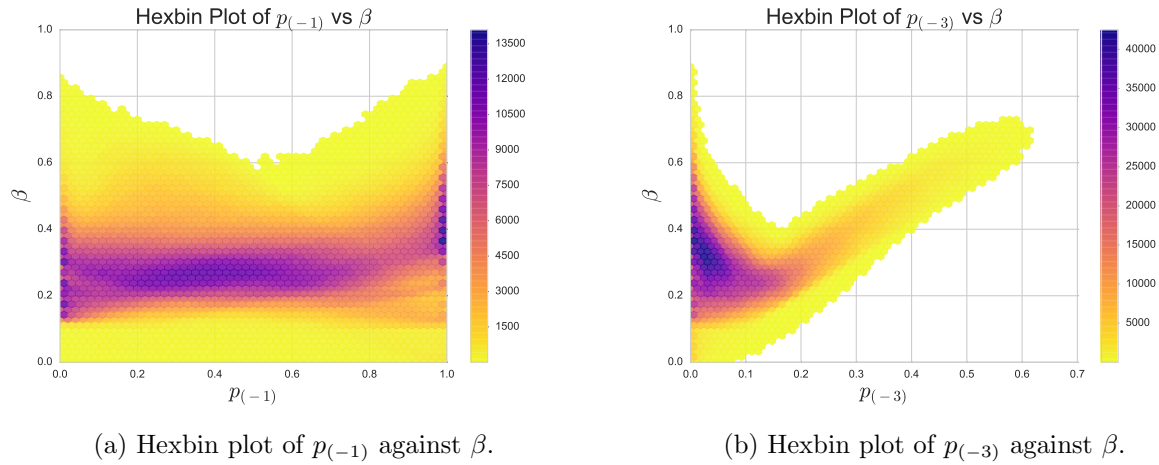 Hexbin Plot of p(−1) vs β
1.0
0.8
0.6
0.4
0.2
0.0
β
0.0 0.2 0.4 0.6 0.8 1.0
p(−1)
13500
12000
10500
9000
7500
6000
4500
3000
1500
(a) Hexbin plot of p(−1) against β.
Hexbin Plot of p(−3) vs β
1.0
0.8
0.6
0.4
0.2
0.0
β
0.0 0.1 0.2 0.3 0.4 0.5 0.6 0.7
p(−3)
40000
35000
30000
25000
20000
15000
10000
5000
(b) Hexbin plot of p(−3) against β.